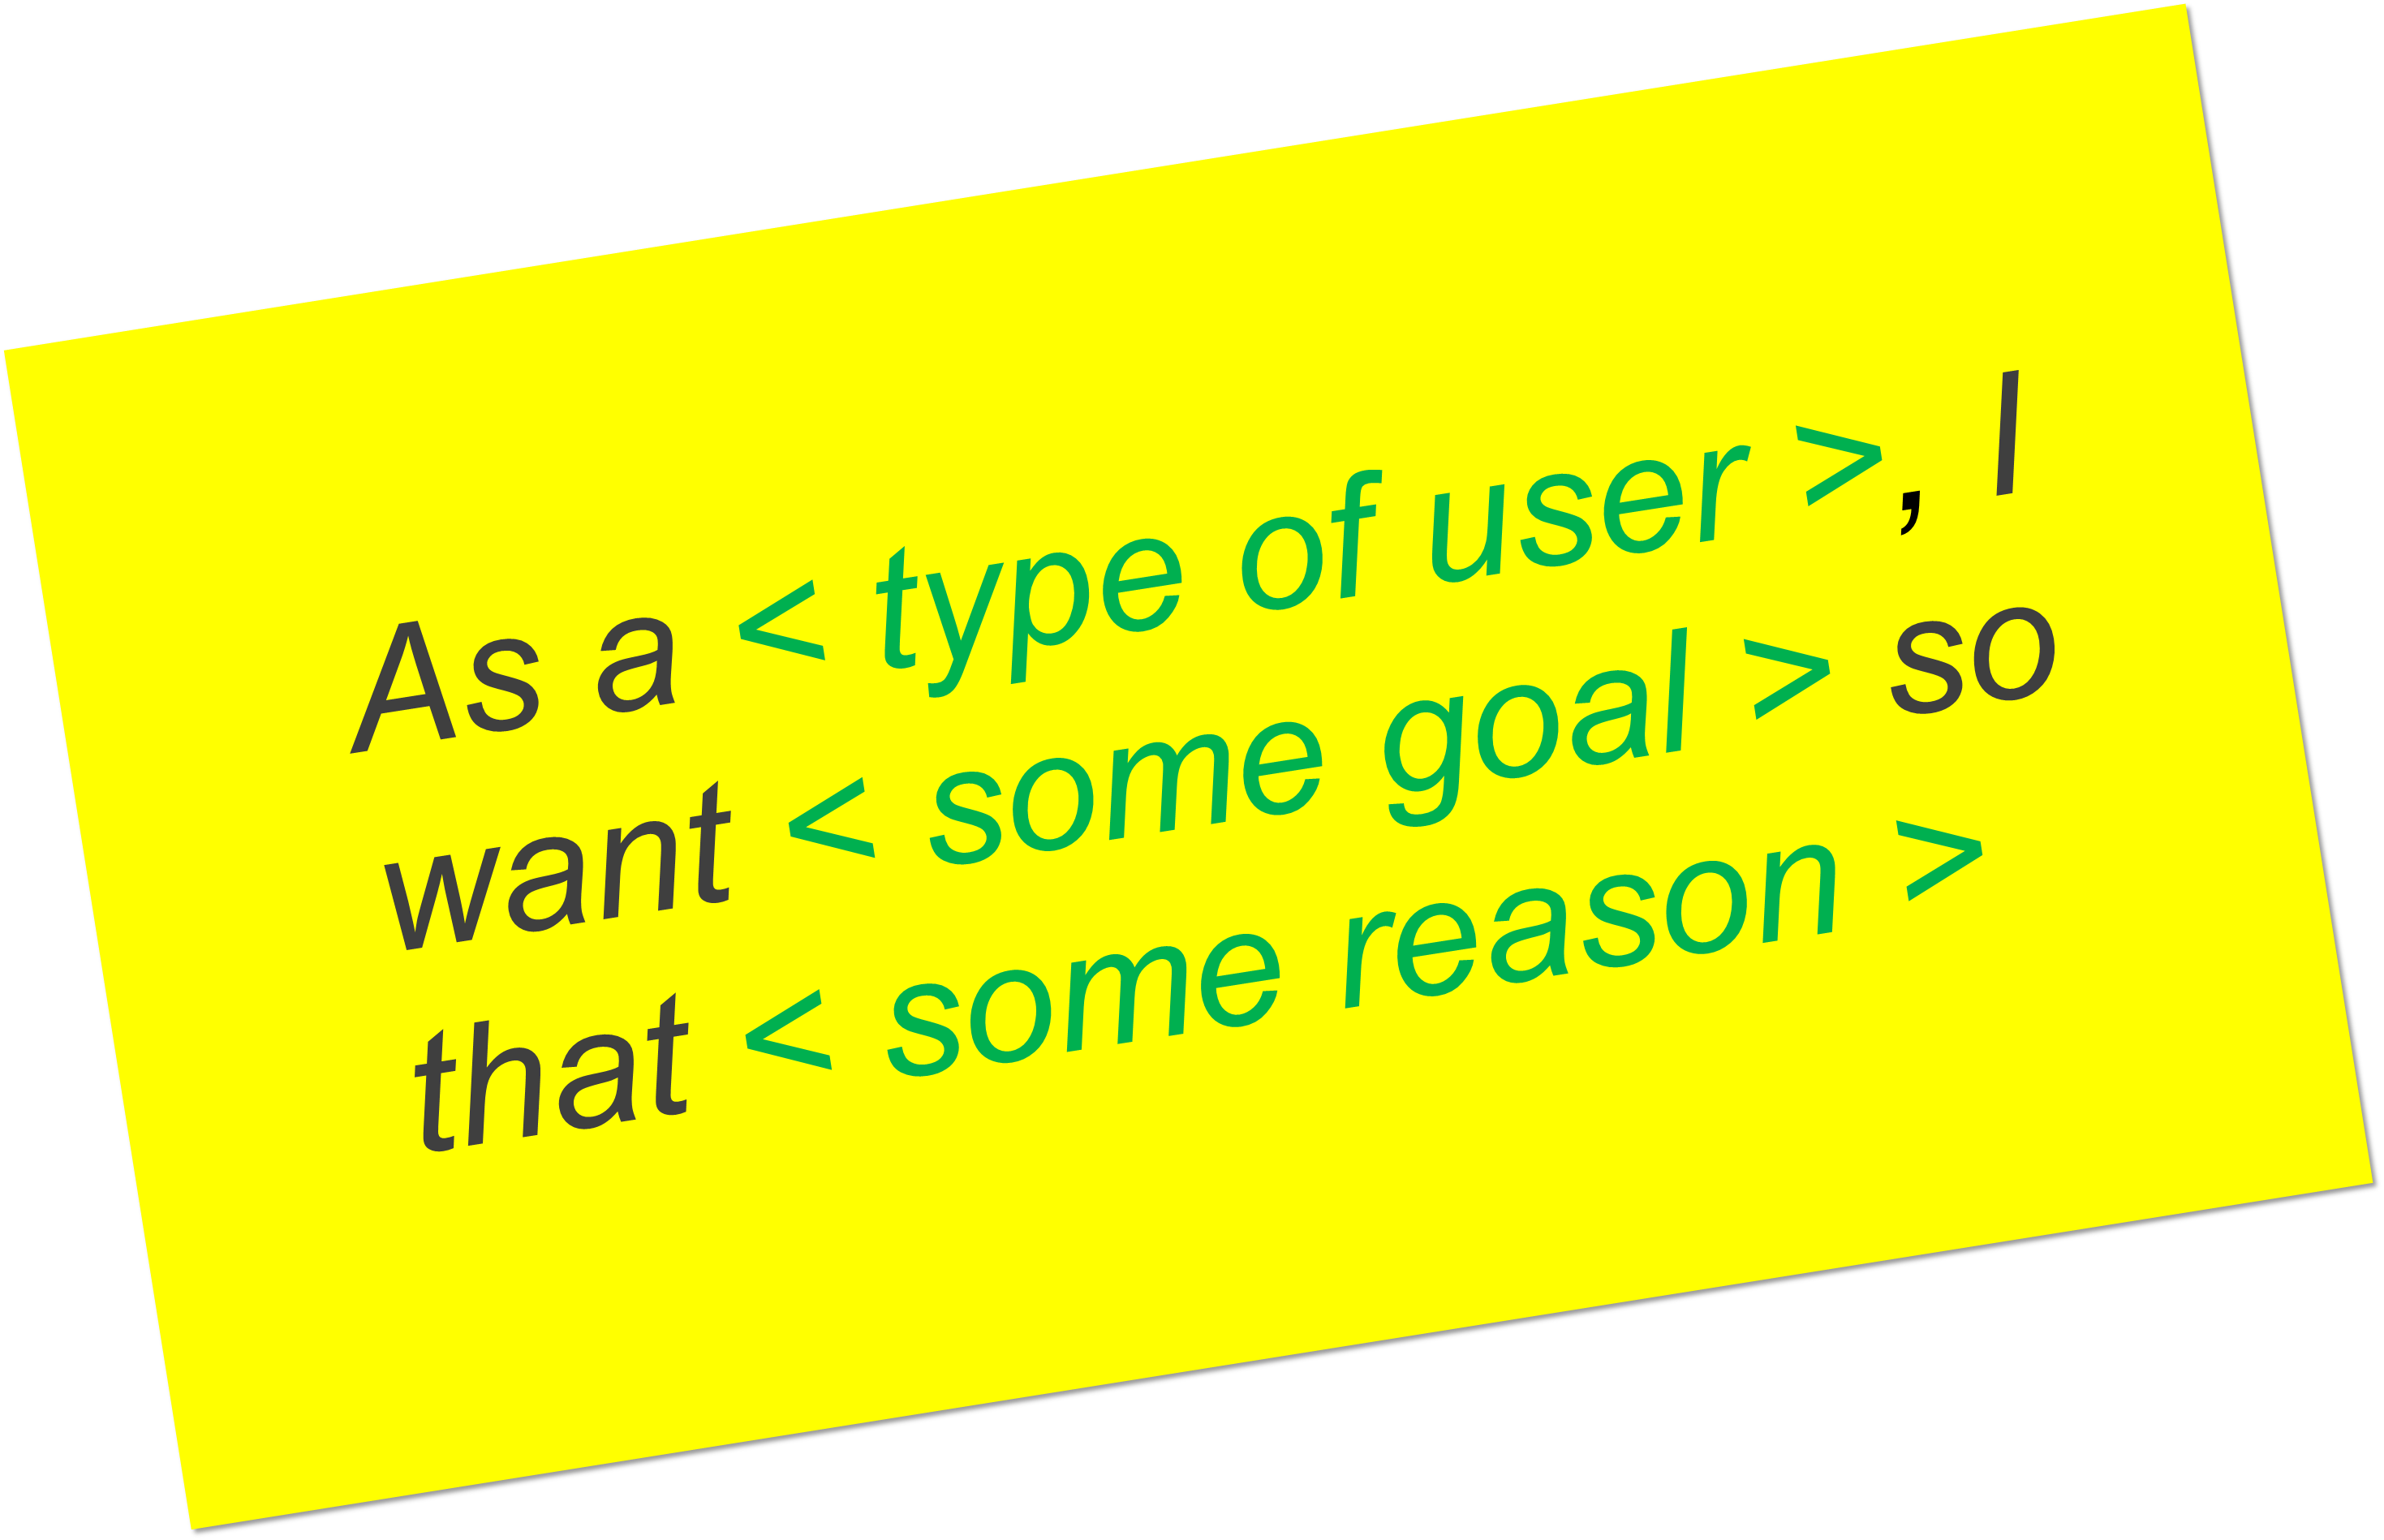 As a < type of user >, I
want < some goal > so
that < some reason >